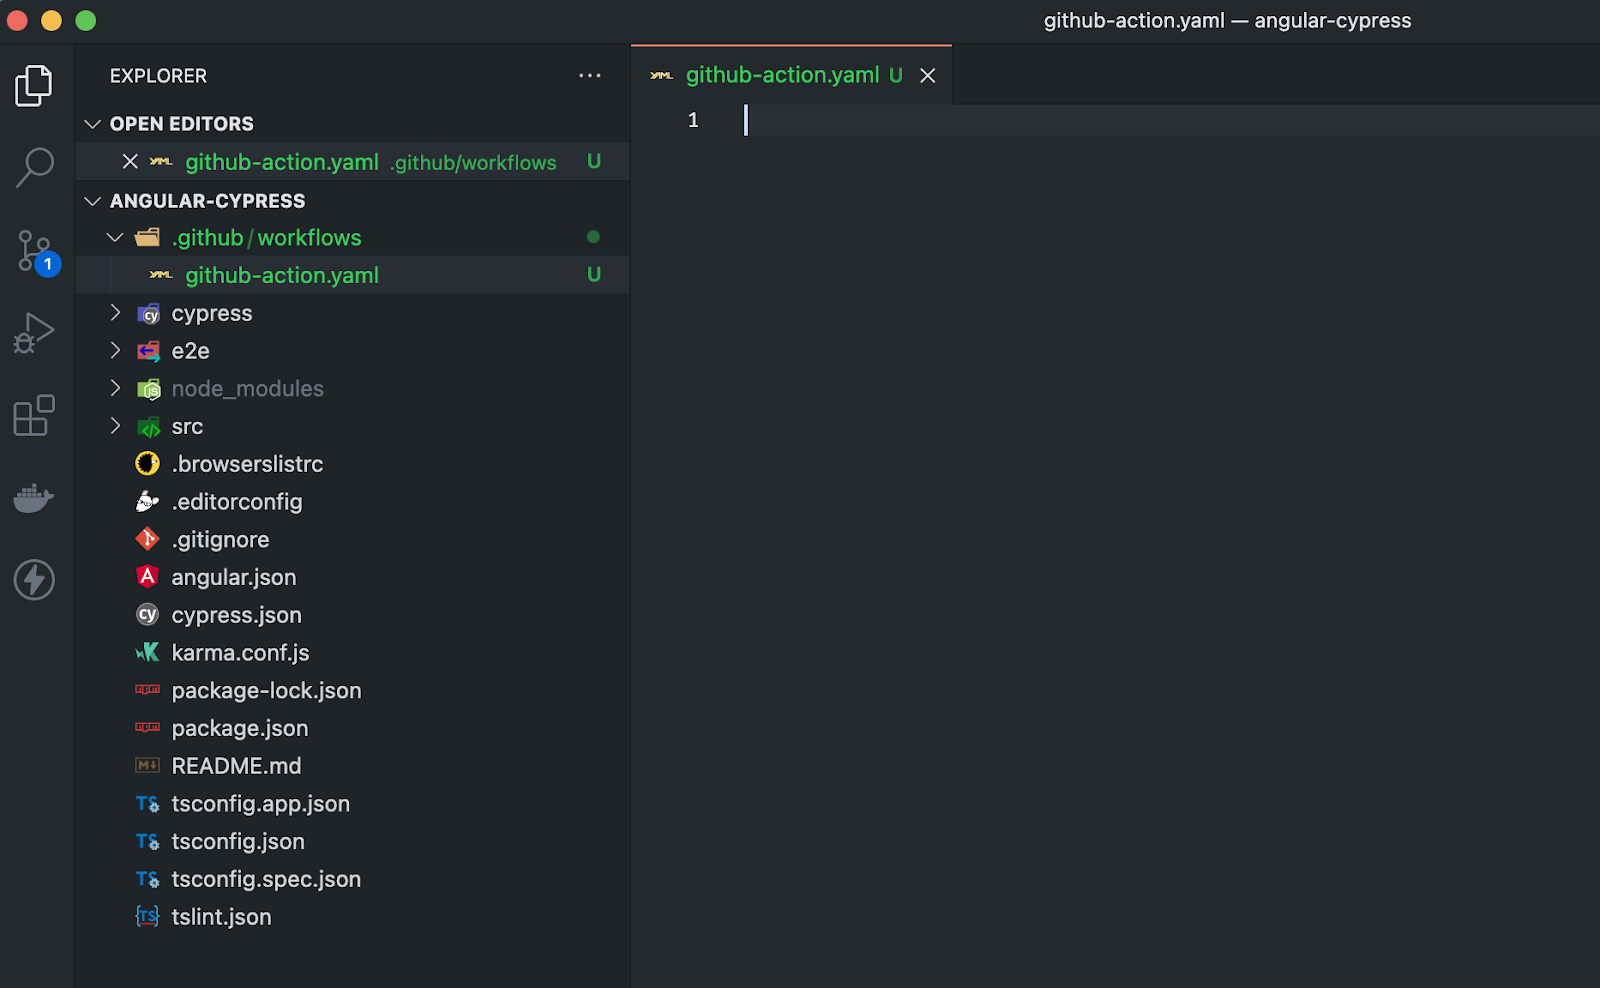 github-action.yaml — angular-cypress
EXPLORER
github-action.yaml U
OPEN EDITORS
1
github-action.yaml .github/workflows U
ANGULAR-CYPRESS
.github/workflows
1
github-action.yaml U
cypress
e2e
node_modules
src
.browserslistrc
.editorconfig
.gitignore
angular.json
cypress.json
karma.conf.js
package-lock.json
package.json
README.md
tsconfig.app.json
tsconfig.json
tsconfig.spec.json
tslint.json